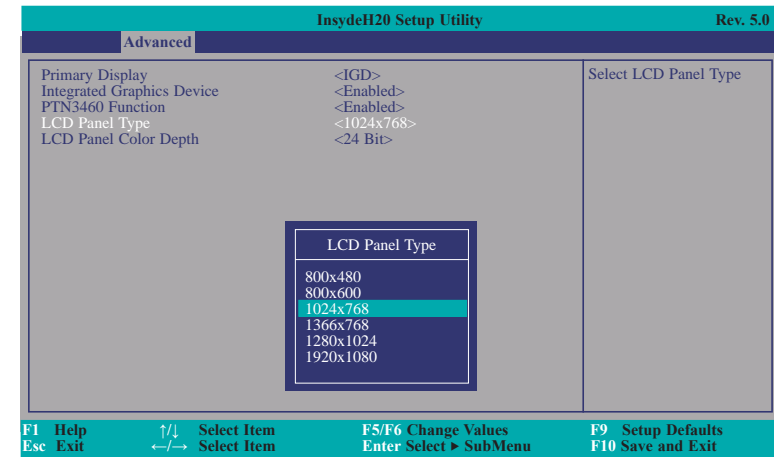 InsydeH20 Setup Utility Rev. 5.0
Advanced
Primary Display <IGD>
Integrated Graphics Device <Enabled>
PTN3460 Function <Enabled>
LCD Panel Type <1024x768>
LCD Panel Color Depth <24 Bit>
Select LCD Panel Type
LCD Panel Type
800x480
800x600
1024x768
1366x768
1280x1024
1920x1080
F1 Help ↑/↓ Select Item F5/F6 Change Values F9 Setup Defaults
Esc Exit ←/→ Select Item Enter Select ► SubMenu F10 Save and Exit